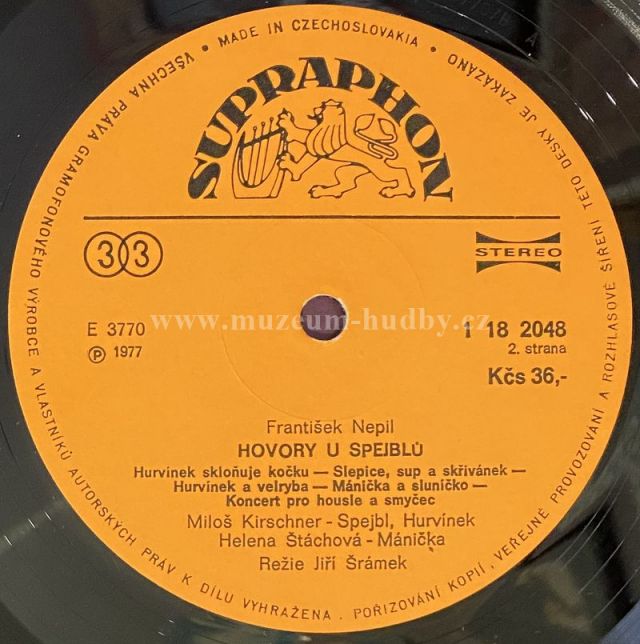 VŠECHNA PRÁVA GRAMOFONOVÉHO VÝROBCE A VLASTNÍKŮ AUTORSKÝCH PRÁV K DÍLU VYHRAŽENA. POŘIZOVÁNÍ KOPIÍ, VEŘEJNÉ PROVOZOVÁNÍ A ROZHLASOVÉ ŠÍŘENÍ TÉTO DESKY JE ZAKÁZÁNO • MADE IN CZECHOSLOVAKIA •
SUPRAPHON
33
STEREO
E 3770
www.muzeum-hudby.cz
1 18 2048
℗ 1977
2. strana
Kčs 36,-
František Nepil
HOVORY U SPEJBLŮ
Hurvínek skloňuje kočku — Slepice, sup a skřivánek —
Hurvínek a velryba — Mánička a sluníčko —
Koncert pro housle a smyčec
Miloš Kirschner - Spejbl, Hurvínek
Helena Štáchová - Mánička
Režie Jiří Šrámek